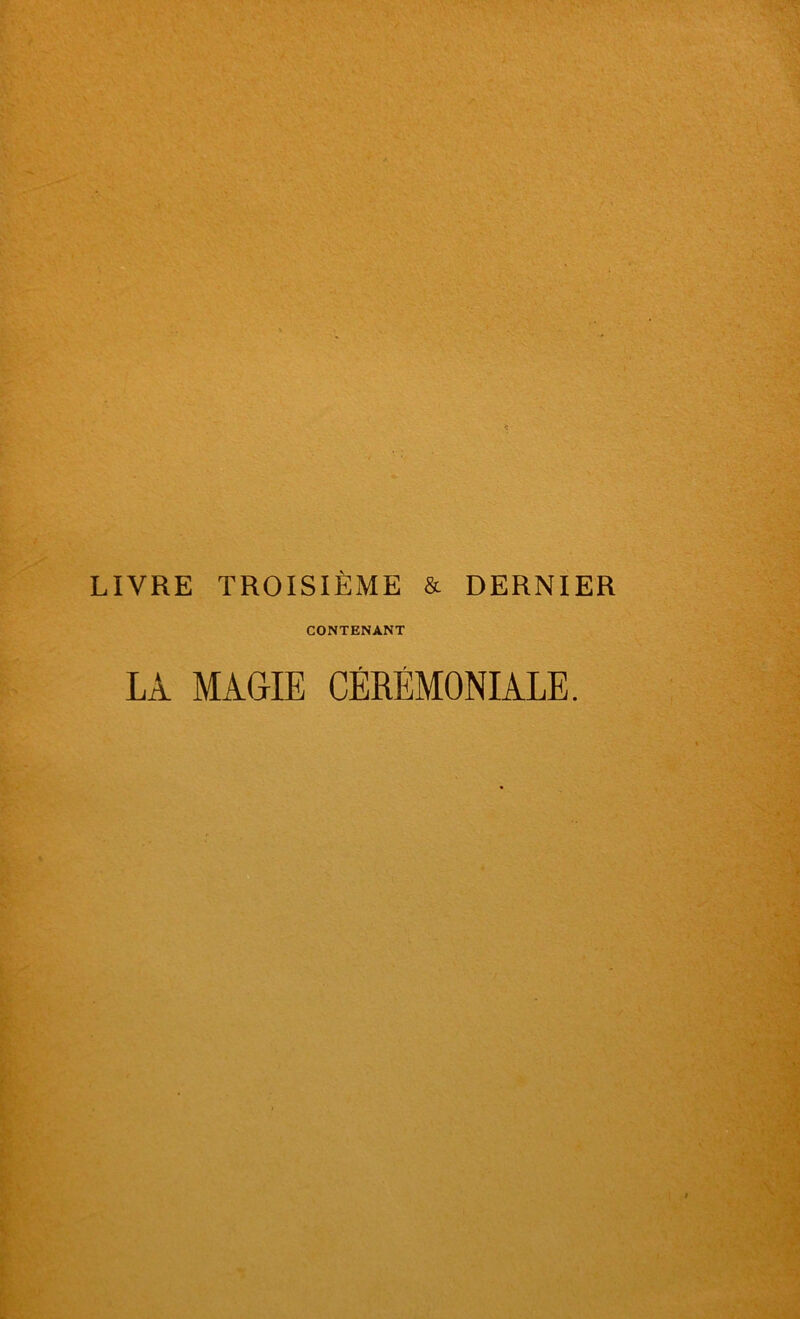 LIVRE TROISIÈME & DERNIER
CONTENANT
LA MAGIE CÉRÉMONIALE.